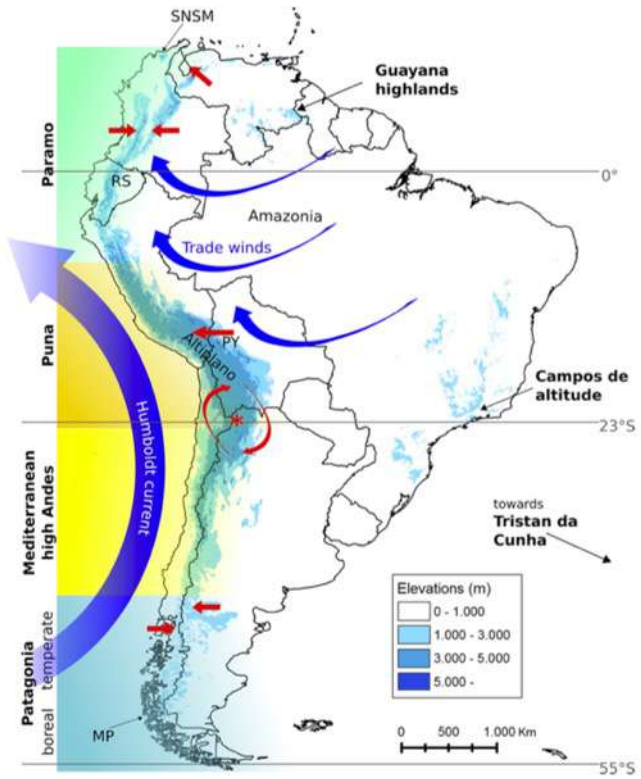 SNSM
Guayana
highlands
Paramo
RS
0°
Amazonia
Trade winds
Puna
PY
Altiplano
Campos de
altitude
23°S
Humboldt current
Mediterranean
high Andes
towards
Tristan da
Cunha
Elevations (m)
0 - 1.000
1.000 - 3.000
3.000 - 5.000
5.000 -
Patagonia
boreal temperate
MP
0 500 1.000 Km
55°S